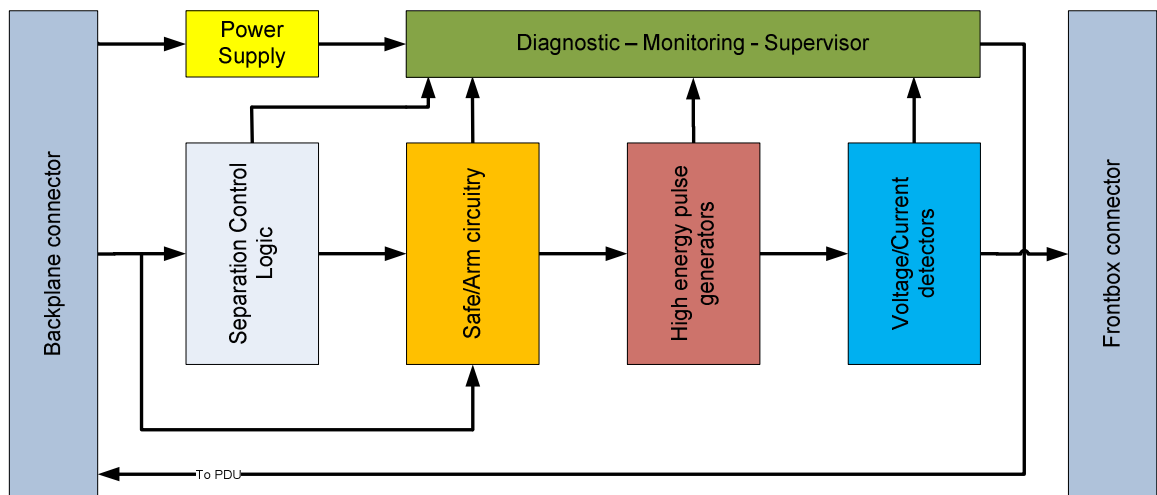 Backplane connector
Power
Supply
Diagnostic – Monitoring - Supervisor
Separation Control
Logic
Safe/Arm circuitry
High energy pulse
generators
Voltage/Current
detectors
Frontbox connector
To PDU